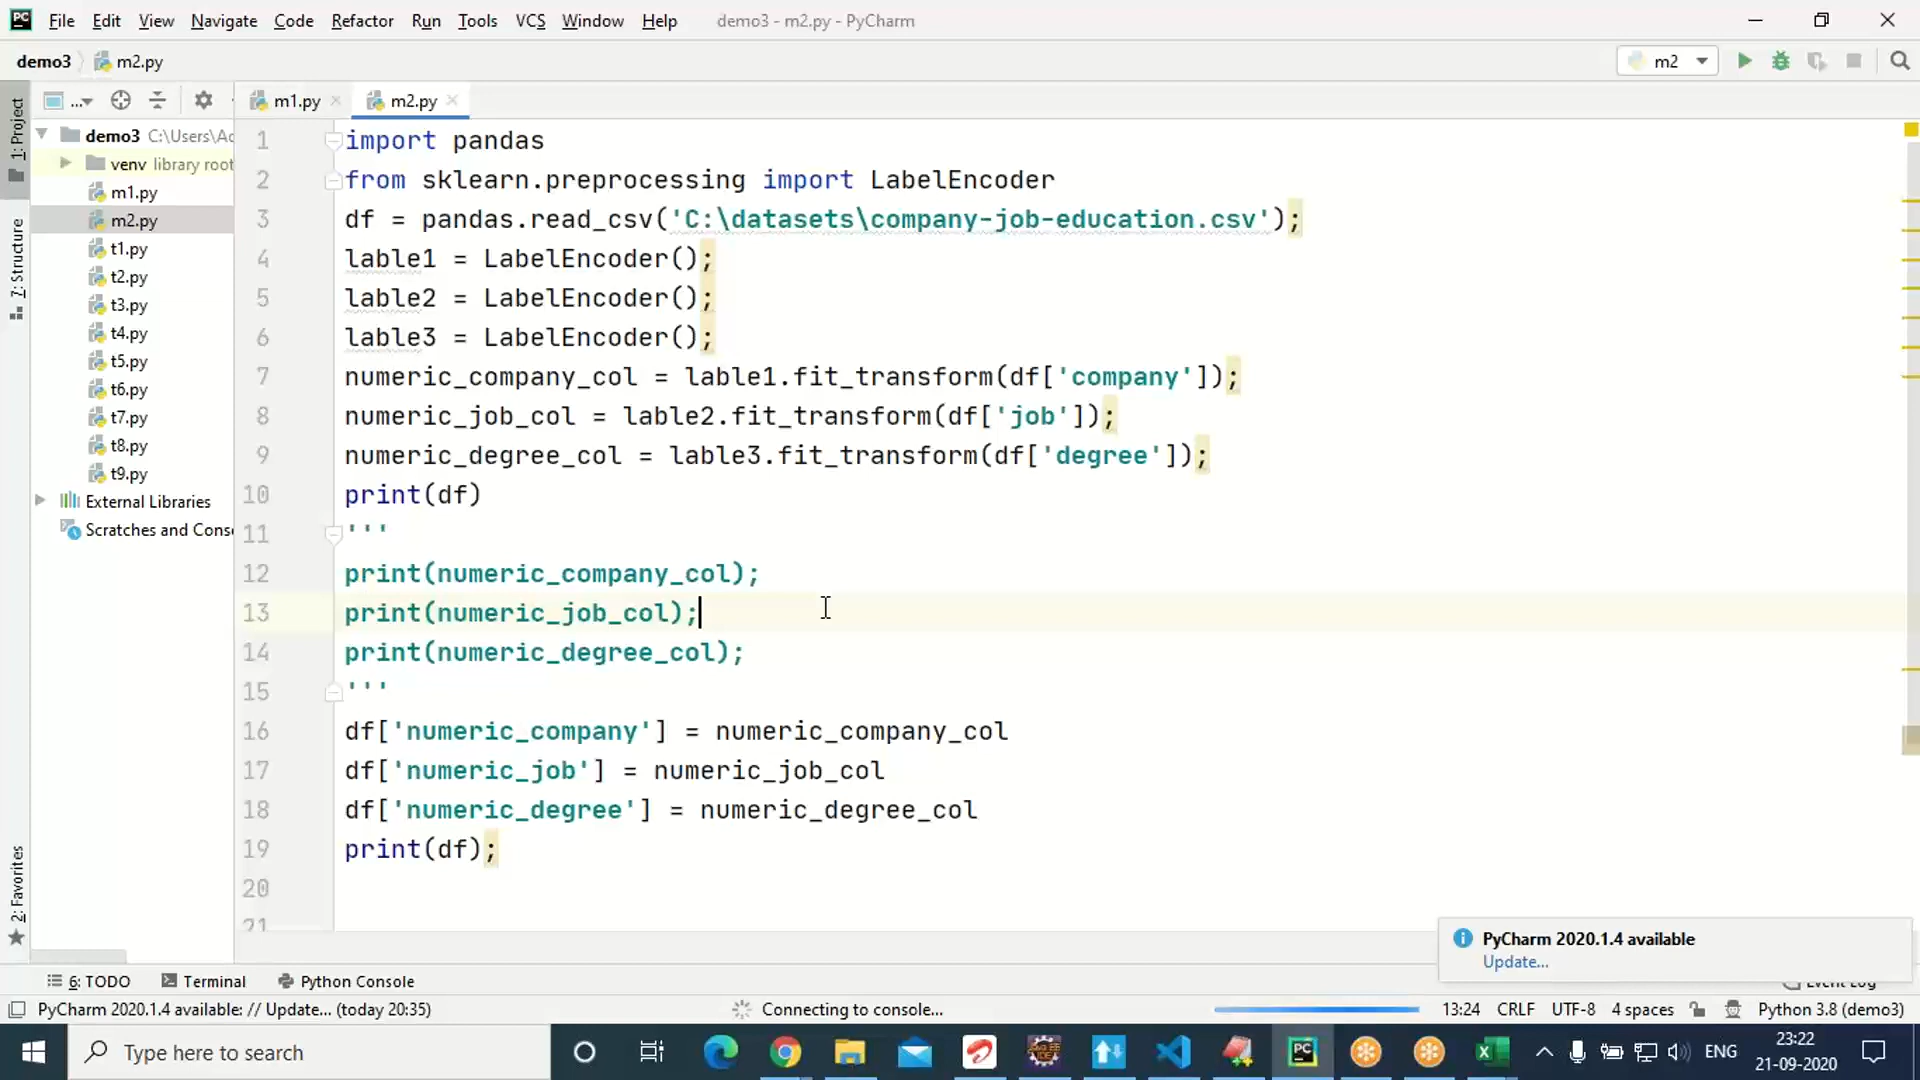 File Edit View Navigate Code Refactor Run Tools VCS Window Help demo3 - m2.py - PyCharm
demo3 m2.py m2
... m1.py m2.py
1: Project
7: Structure
2: Favorites
demo3 C:\Users\Ac
venv library root
m1.py
m2.py
t1.py
t2.py
t3.py
t4.py
t5.py
t6.py
t7.py
t8.py
t9.py
External Libraries
Scratches and Conso
1 import pandas
2 from sklearn.preprocessing import LabelEncoder
3 df = pandas.read_csv('C:\datasets\company-job-education.csv');
4 lable1 = LabelEncoder();
5 lable2 = LabelEncoder();
6 lable3 = LabelEncoder();
7 numeric_company_col = lable1.fit_transform(df['company']);
8 numeric_job_col = lable2.fit_transform(df['job']);
9 numeric_degree_col = lable3.fit_transform(df['degree']);
10 print(df)
11 '''
12 print(numeric_company_col);
13 print(numeric_job_col);
14 print(numeric_degree_col);
15 '''
16 df['numeric_company'] = numeric_company_col
17 df['numeric_job'] = numeric_job_col
18 df['numeric_degree'] = numeric_degree_col
19 print(df);
20
21
PyCharm 2020.1.4 available
Update...
6: TODO Terminal Python Console Event Log
PyCharm 2020.1.4 available: // Update... (today 20:35) Connecting to console... 13:24 CRLF UTF-8 4 spaces Python 3.8 (demo3)
Type here to search
ENG
23:22
21-09-2020